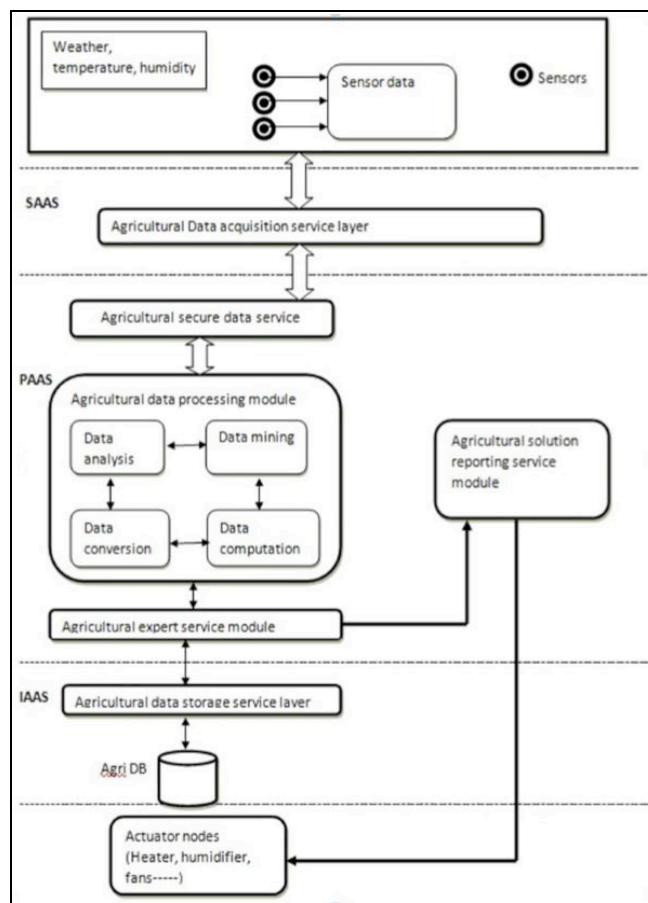 Weather,
temperature, humidity
Sensor data
Sensors
SAAS
Agricultural Data acquisition service layer
Agricultural secure data service
PAAS
Agricultural data processing module
Data
analysis
Data mining
Data
conversion
Data
computation
Agricultural solution
reporting service
module
Agricultural expert service module
IAAS
Agricultural data storage service layer
Agri DB
Actuator nodes
(Heater, humidifier,
fans-----)